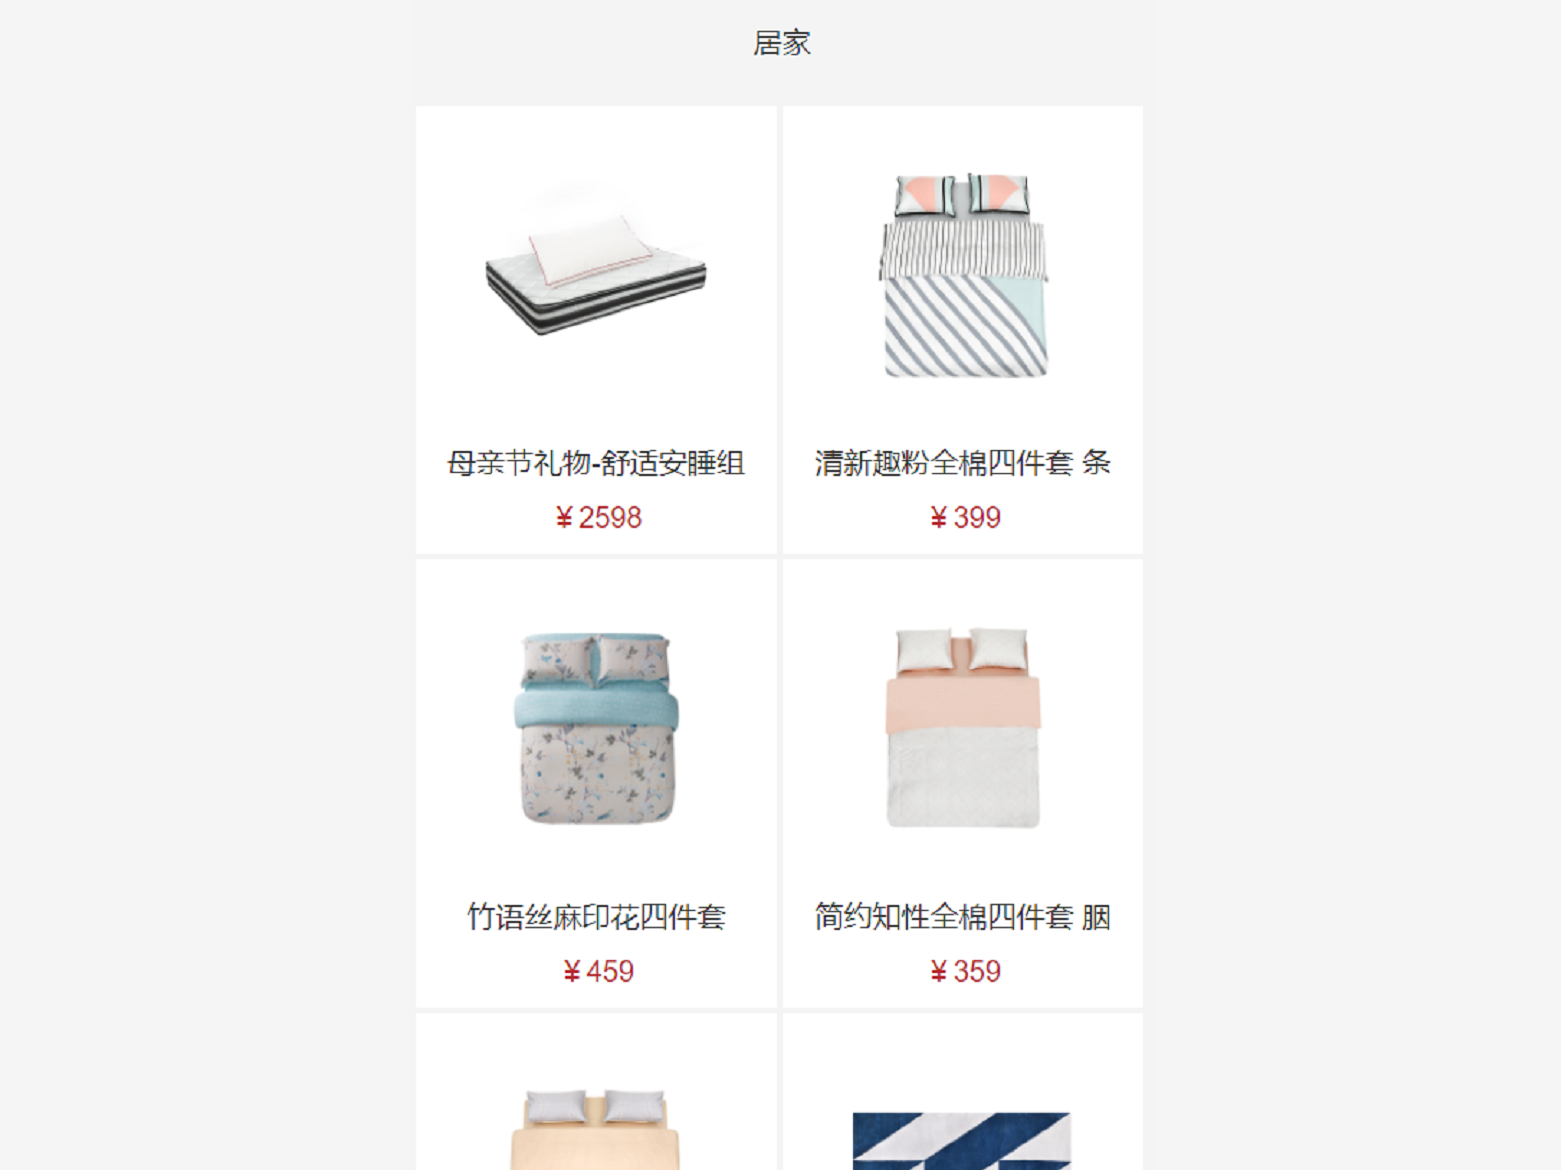 居家
母亲节礼物-舒适安睡组
¥2598
清新趣粉全棉四件套 条
¥399
竹语丝麻印花四件套
¥459
简约知性全棉四件套 胭
¥359